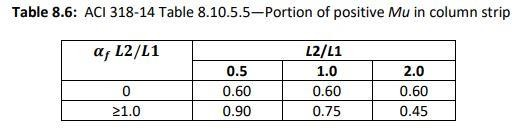 Table 8.6: ACI 318-14 Table 8.10.5.5—Portion of positive Mu in column strip
αf L2/L1 L2/L1
0.5 1.0 2.0
0 0.60 0.60 0.60
≥1.0 0.90 0.75 0.45